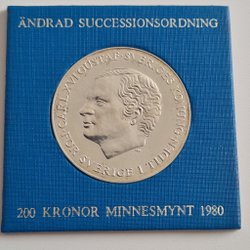 ÄNDRAD SUCCESSIONSORDNING
CARL XVI GUSTAF SVERIGES KONUNG
FÖR SVERIGE I TIDEN
200 KRONOR MINNESMYNT 1980